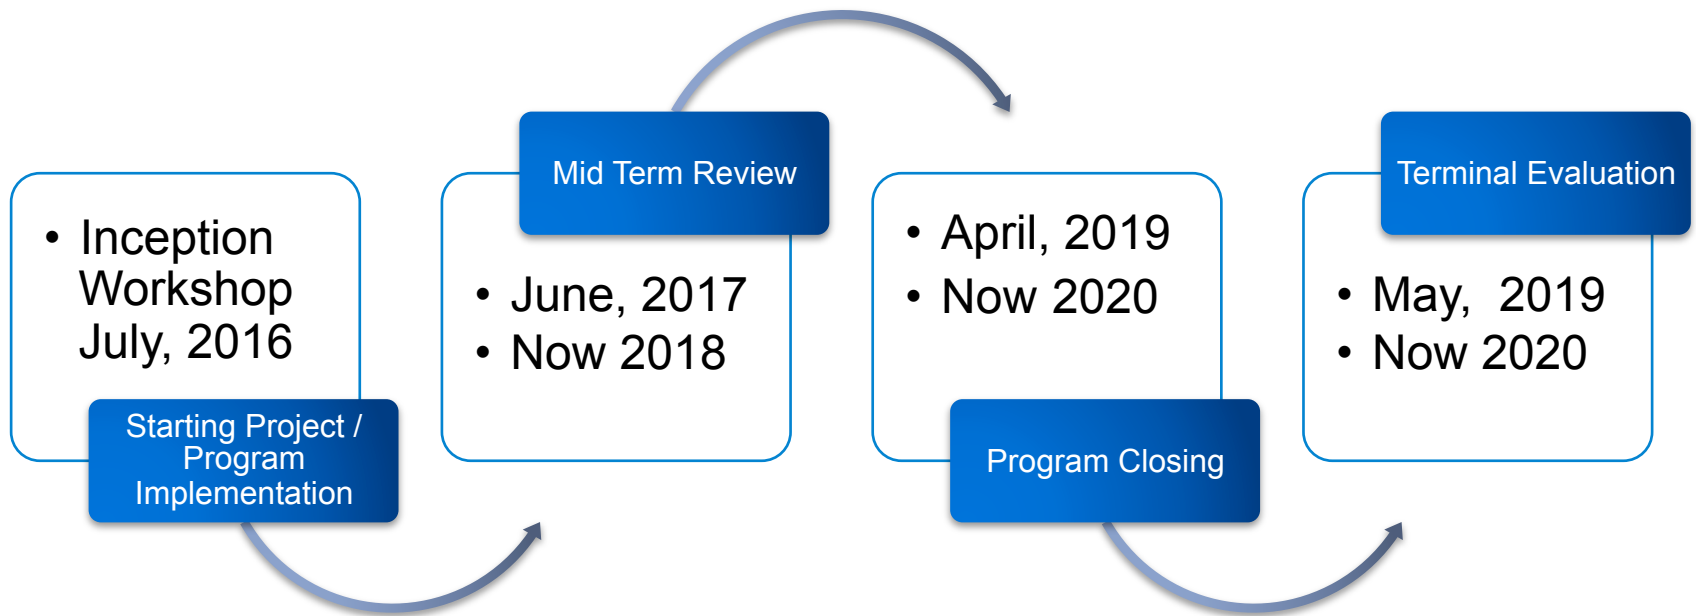 • Inception
Workshop
July, 2016
Starting Project /
Program
Implementation
Mid Term Review
• June, 2017
• Now 2018
• April, 2019
• Now 2020
Program Closing
Terminal Evaluation
• May,  2019
• Now 2020